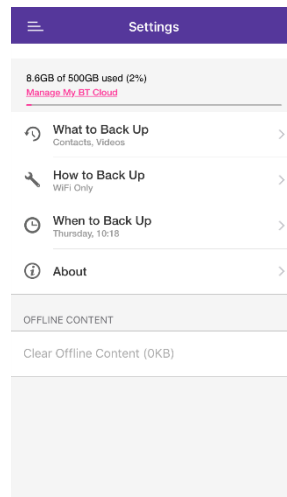 Settings
8.6GB of 500GB used (2%)
Manage My BT Cloud
What to Back Up
Contacts, Videos
How to Back Up
WiFi Only
When to Back Up
Thursday, 10:18
About
OFFLINE CONTENT
Clear Offline Content (0KB)